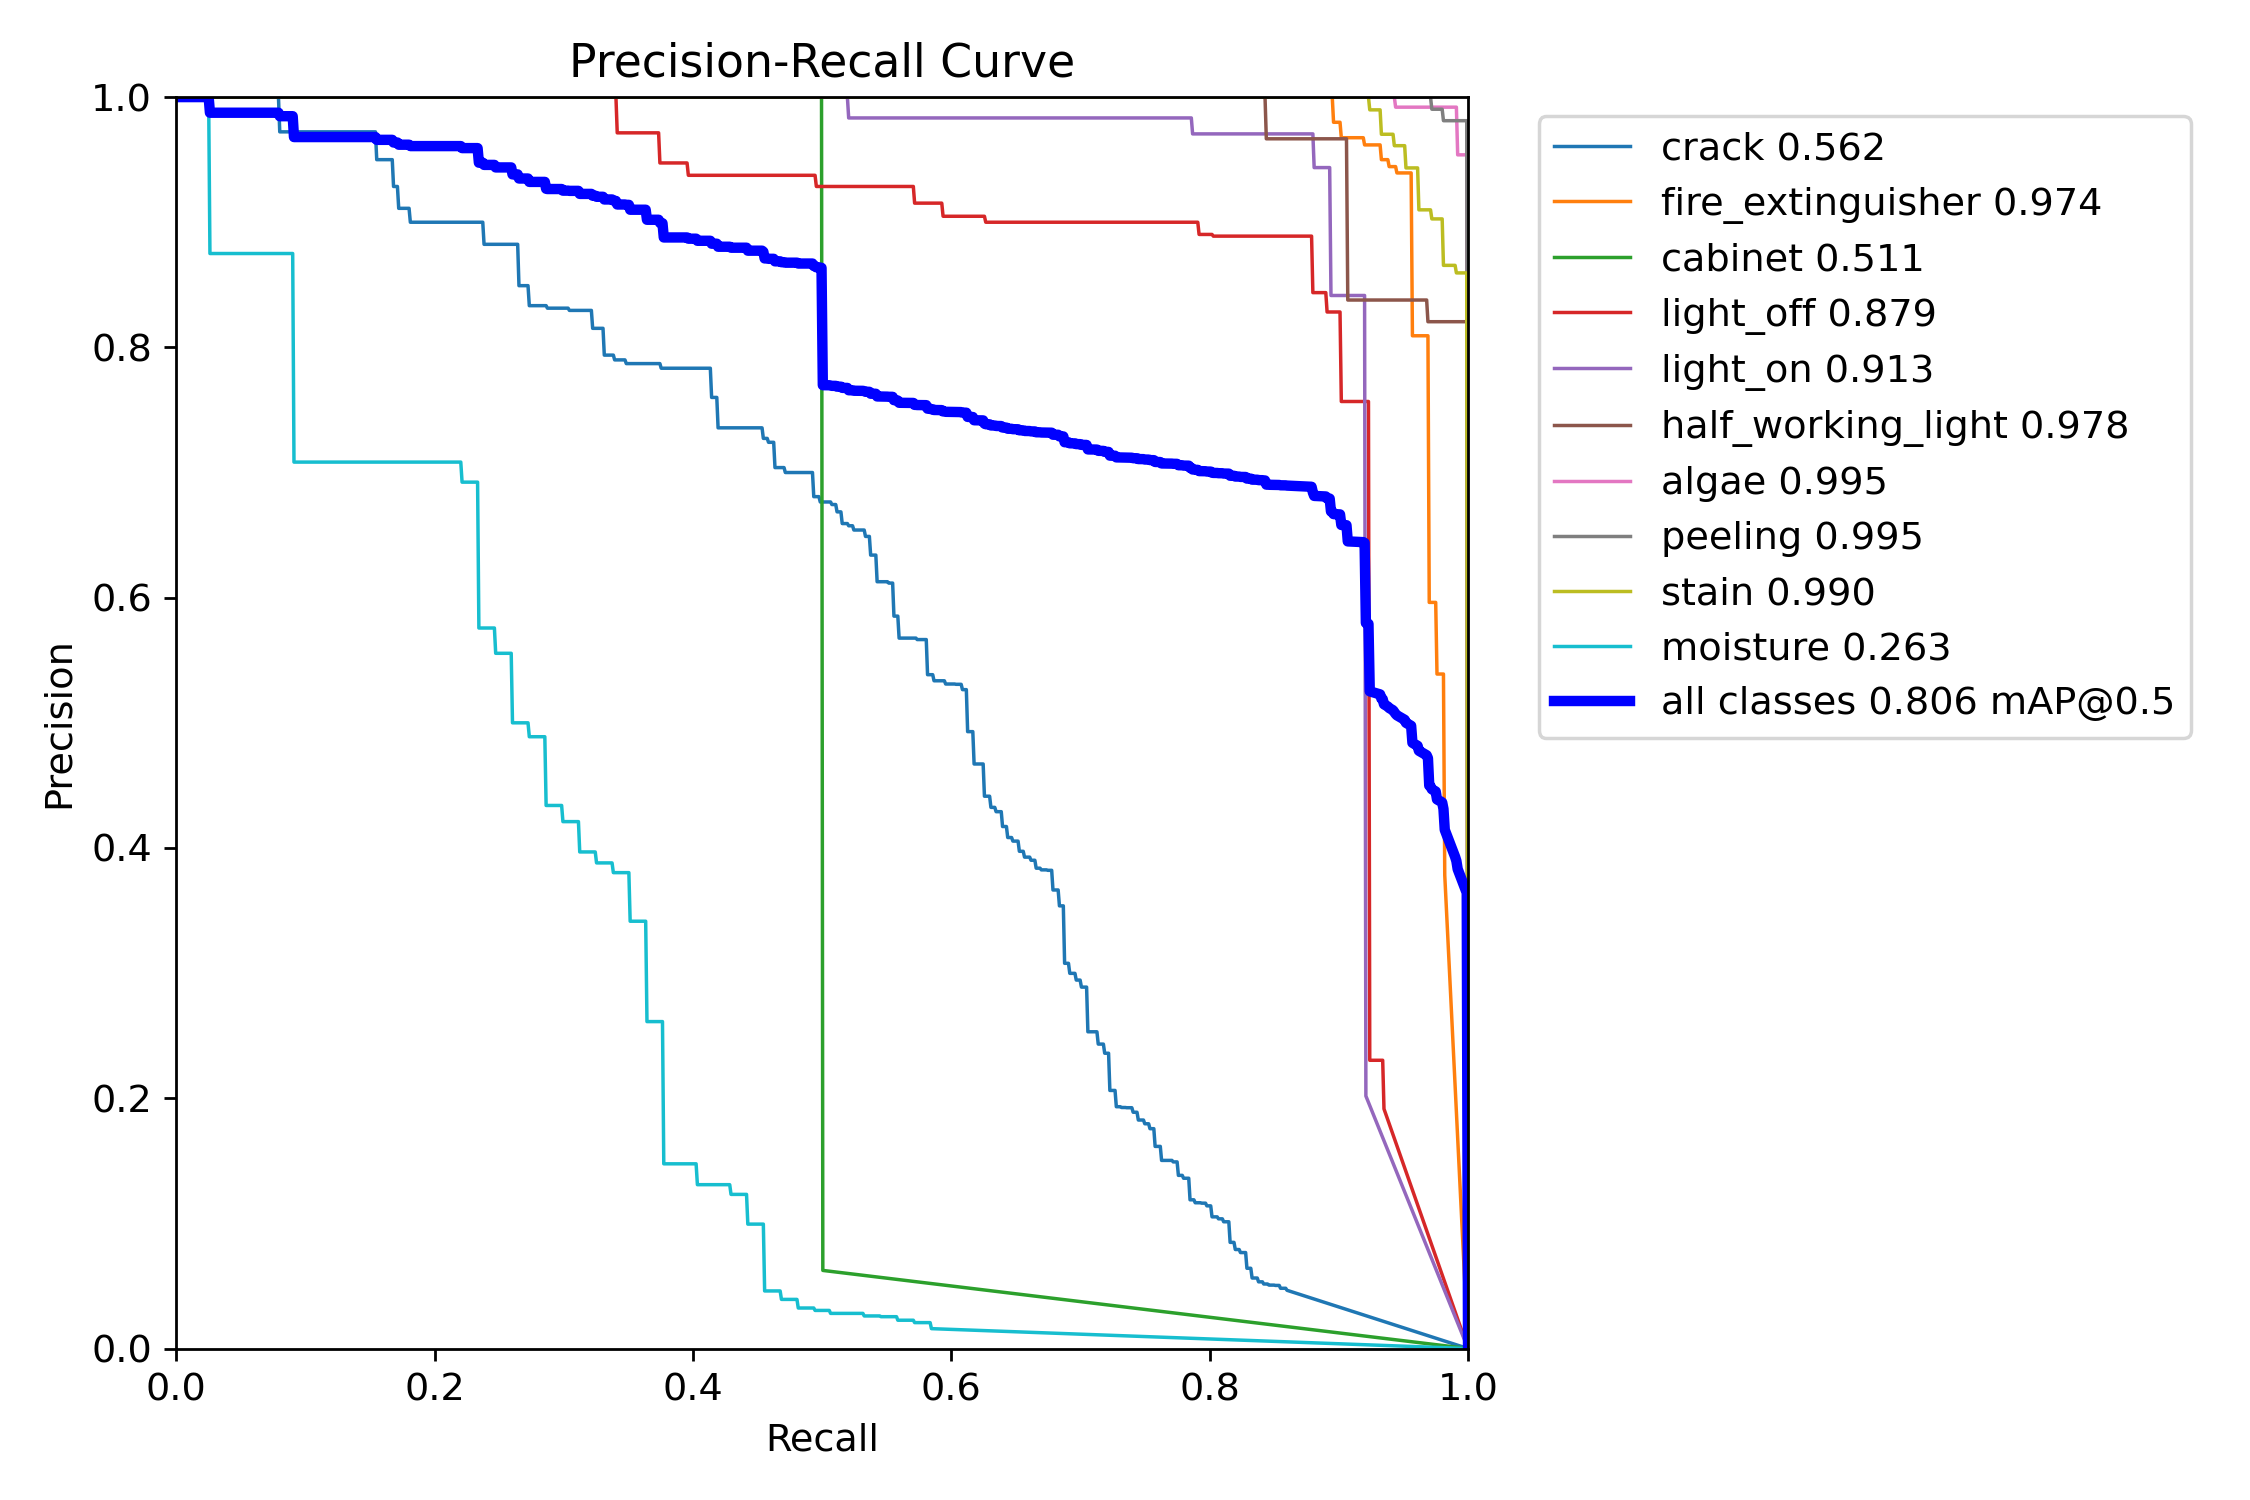 Precision-Recall Curve
1.0
0.8
0.6
0.4
0.2
0.0
Precision
0.0 0.2 0.4 0.6 0.8 1.0
Recall
crack 0.562
fire_extinguisher 0.974
cabinet 0.511
light_off 0.879
light_on 0.913
half_working_light 0.978
algae 0.995
peeling 0.995
stain 0.990
moisture 0.263
all classes 0.806 mAP@0.5